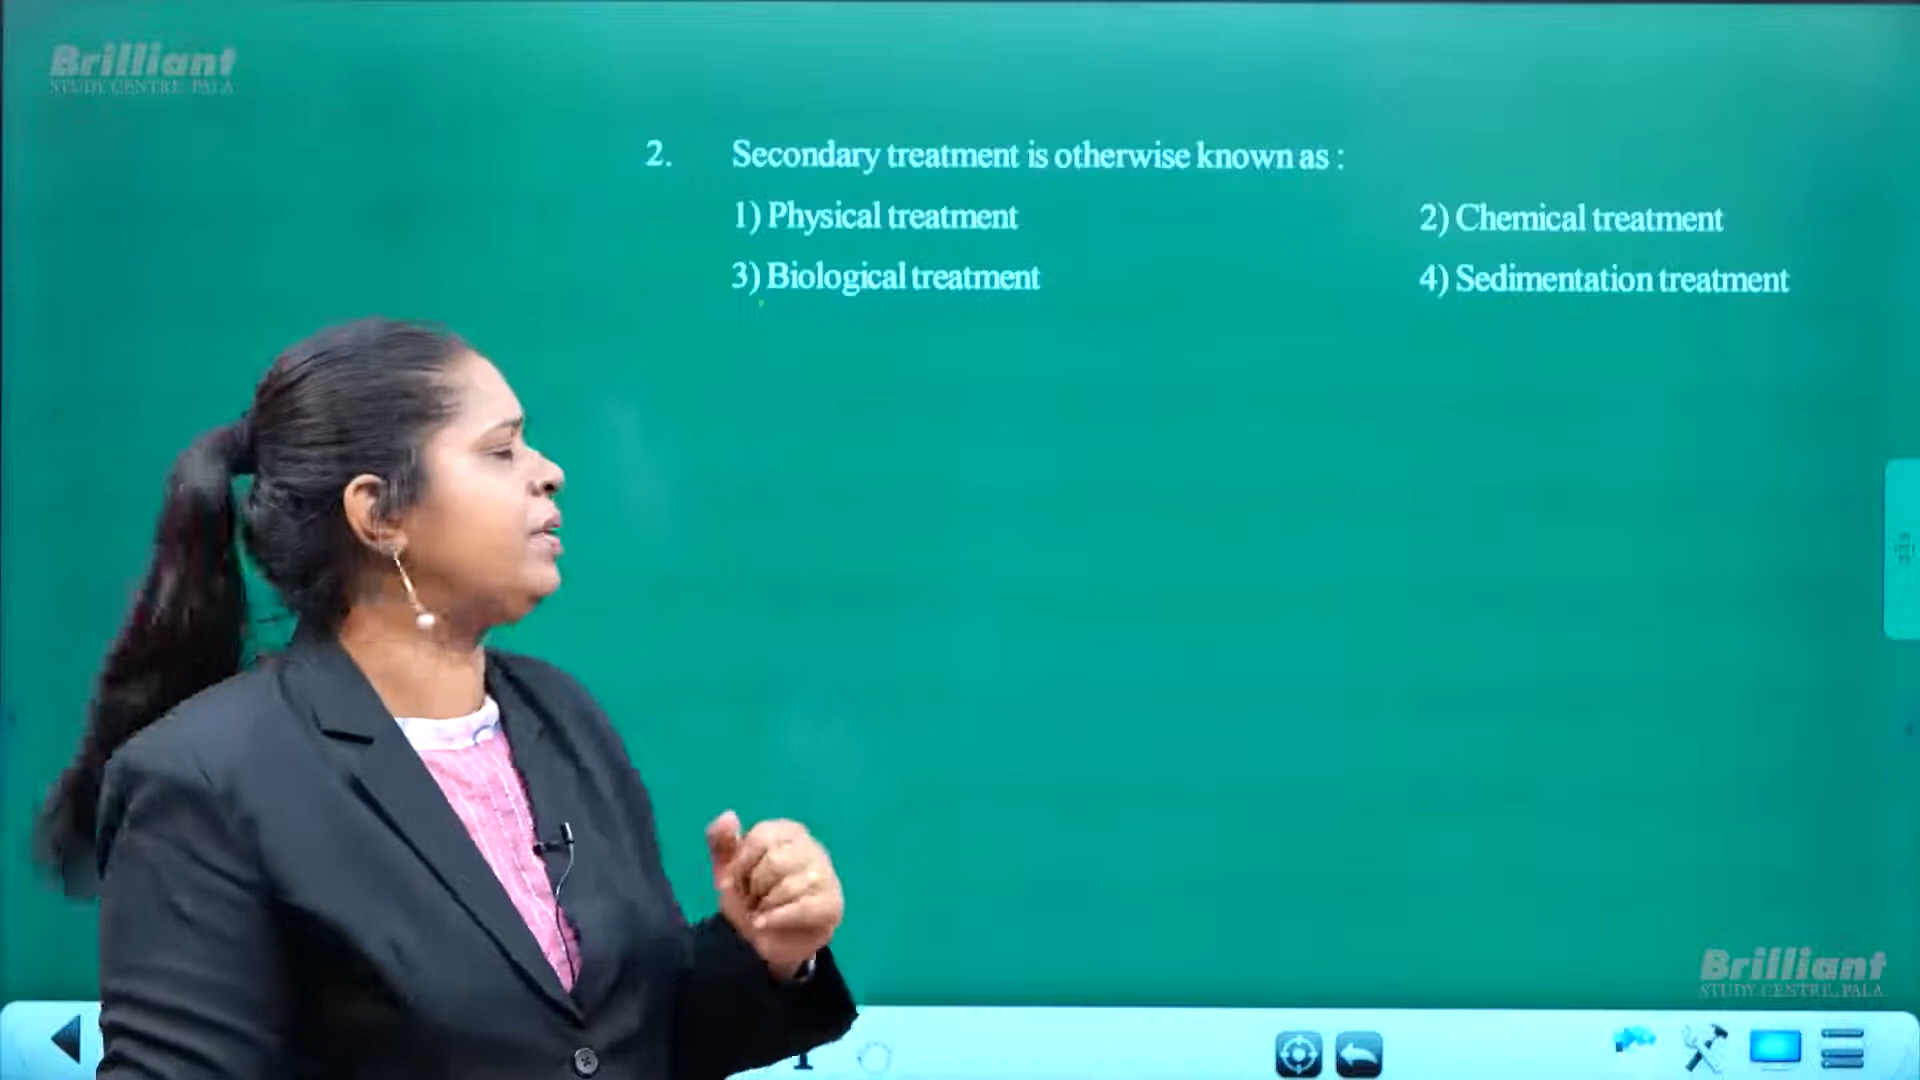 Brilliant
STUDY CENTRE, PALA
2. Secondary treatment is otherwise known as :
1) Physical treatment 2) Chemical treatment
3) Biological treatment 4) Sedimentation treatment
Brilliant
STUDY CENTRE, PALA
1